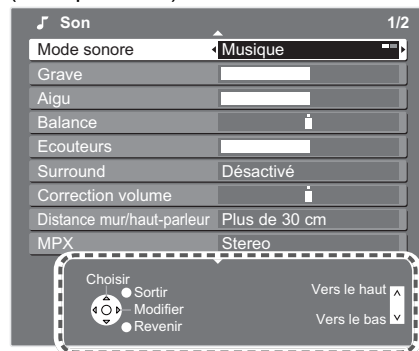 Son 1/2
Mode sonore Musique
Grave
Aigu
Balance
Ecouteurs
Surround Désactivé
Correction volume
Distance mur/haut-parleur Plus de 30 cm
MPX Stereo
Choisir
Sortir
Modifier
Revenir
Vers le haut
Vers le bas